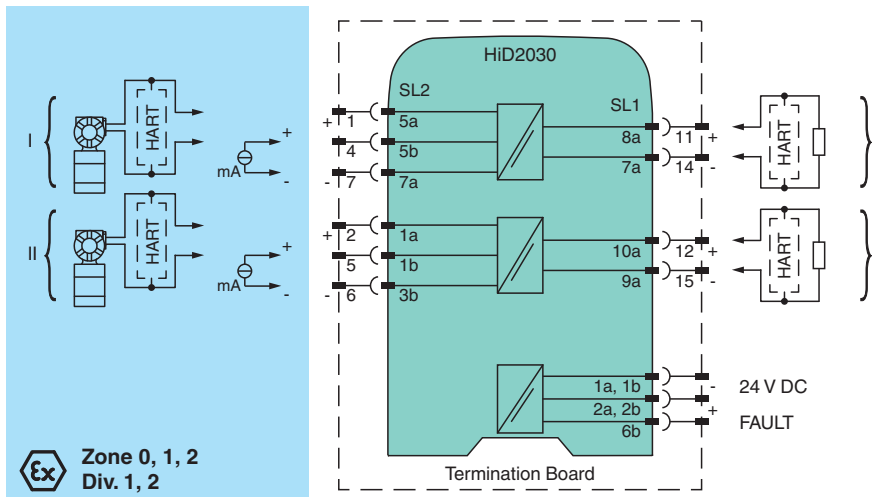 HiD2030
SL2
SL1
I
HART
+
mA
-
+ 1
5a
4
5b
- 7
7a
8a
11 +
7a
14 -
HART
II
HART
+
mA
-
+ 2
1a
5
1b
- 6
3b
10a
12 +
9a
15 -
HART
1a, 1b
-
24 V DC
2a, 2b
+
6b
FAULT
Ex
Zone 0, 1, 2
Div. 1, 2
Termination Board